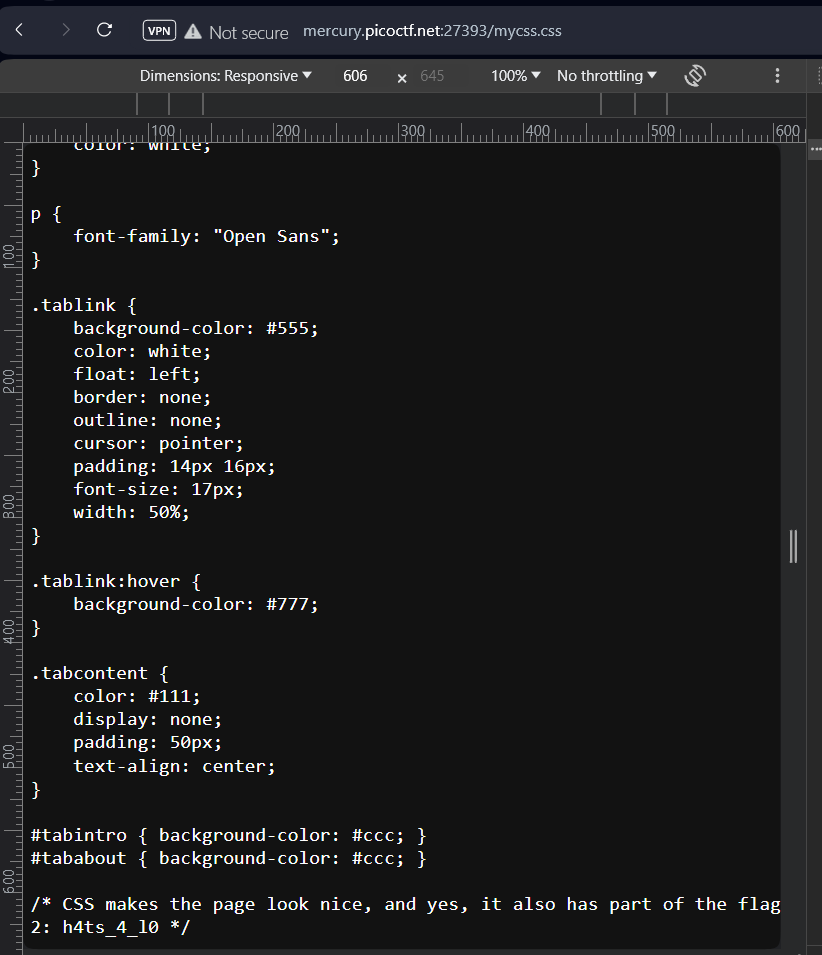 VPN Not secure mercury.picoctf.net:27393/mycss.css
Dimensions: Responsive 606 × 645 100% No throttling
100 200 300 400 500 600
color: white;
}
p {
font-family: "Open Sans";
}
100
.tablink {
background-color: #555;
color: white;
float: left;
200
border: none;
outline: none;
cursor: pointer;
padding: 14px 16px;
font-size: 17px;
300
width: 50%;
}
.tablink:hover {
background-color: #777;
}
400
.tabcontent {
color: #111;
display: none;
padding: 50px;
500
text-align: center;
}
#tabintro { background-color: #ccc; }
#tababout { background-color: #ccc; }
600
/* CSS makes the page look nice, and yes, it also has part of the flag
2: h4ts_4_l0 */